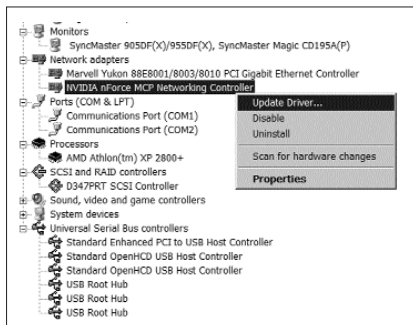 Monitors
SyncMaster 905DF(X)/955DF(X), SyncMaster Magic CD195A(P)
Network adapters
Marvell Yukon 88E8001/8003/8010 PCI Gigabit Ethernet Controller
NVIDIA nForce MCP Networking Controller
Update Driver...
Ports (COM & LPT)
Disable
Communications Port (COM1)
Uninstall
Communications Port (COM2)
Processors
Scan for hardware changes
AMD Athlon(tm) XP 2800+
SCSI and RAID controllers
Properties
D347PRT SCSI Controller
Sound, video and game controllers
System devices
Universal Serial Bus controllers
Standard Enhanced PCI to USB Host Controller
Standard OpenHCD USB Host Controller
Standard OpenHCD USB Host Controller
USB Root Hub
USB Root Hub
USB Root Hub